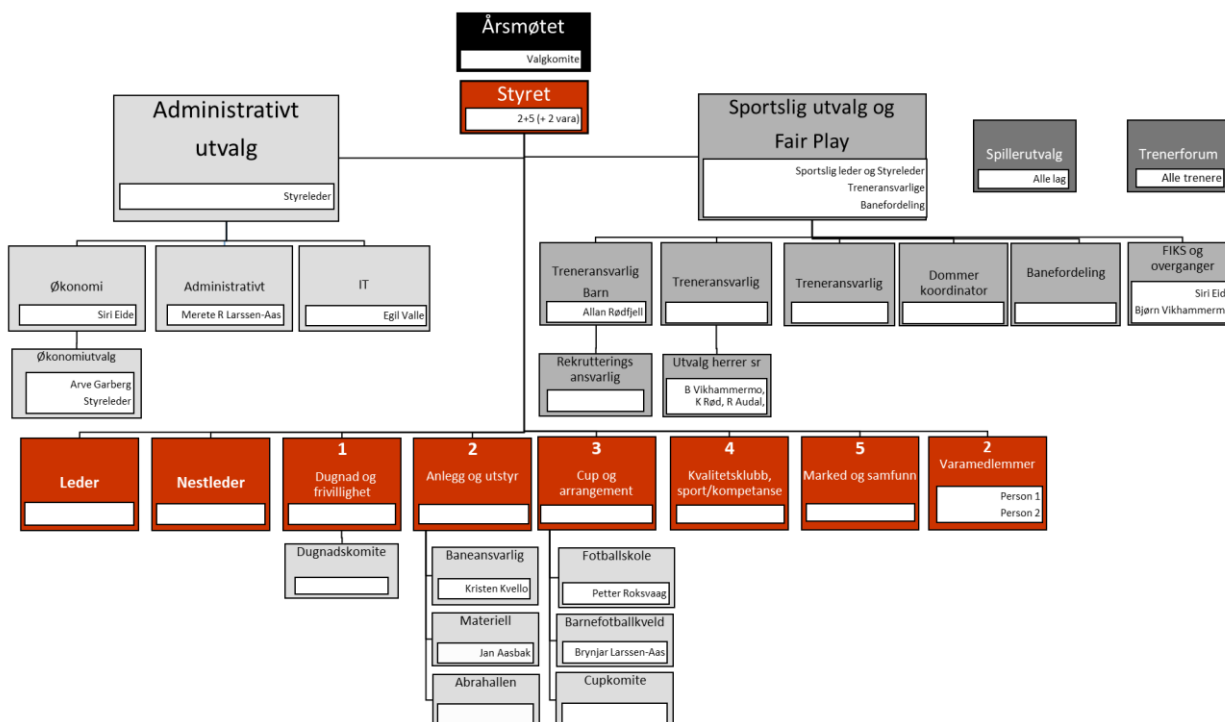 Årsmøtet
Valgkomite
Styret
2+5 (+ 2 vara)
Administrativt
utvalg
Styreleder
Sportslig utvalg og
Fair Play
Sportslig leder og Styreleder
Treneransvarlige
Banefordeling
Spillerutvalg
Alle lag
Trenerforum
Alle trenere
Økonomi
Siri Eide
Administrativt
Merete R Larssen-Aas
IT
Egil Valle
Økonomiutvalg
Arve Garberg
Styreleder
Treneransvarlig
Barn
Allan Rødfjell
Treneransvarlig
Treneransvarlig
Dommer
koordinator
Banefordeling
FIKS og
overganger
Siri Eid
Bjørn Vikhammerm
Rekrutterings
ansvarlig
Utvalg herrer sr
B Vikhammermo,
K Rød, R Audal,
Leder
Nestleder
1
Dugnad og
frivillighet
2
Anlegg og utstyr
3
Cup og
arrangement
4
Kvalitetsklubb,
sport/kompetanse
5
Marked og samfunn
2
Varamedlemmer
Person 1
Person 2
Dugnadskomite
Baneansvarlig
Kristen Kvello
Materiell
Jan Aasbak
Abrahallen
Fotballskole
Petter Roksvaag
Barnefotballkveld
Brynjar Larssen-Aas
Cupkomite